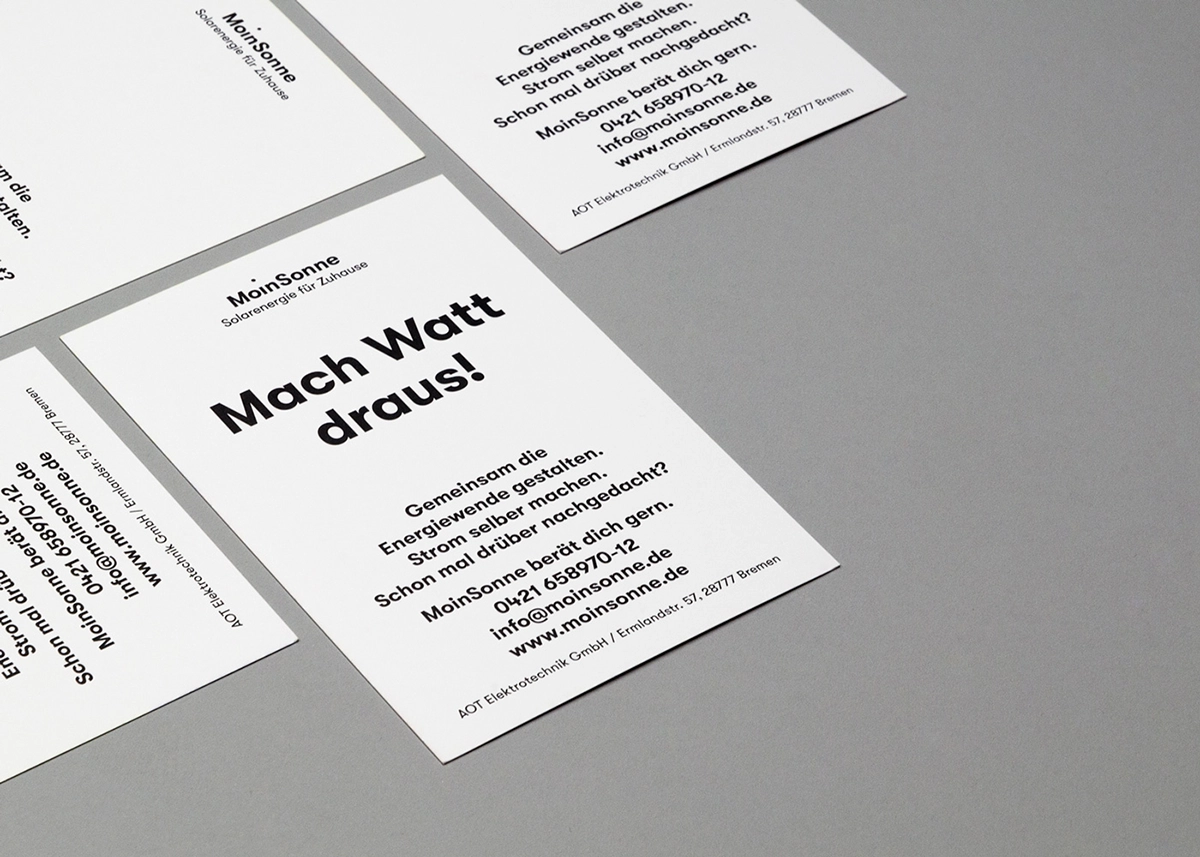 MoinSonne
Solarenergie für Zuhause
m die
talten.
t?
Gemeinsam die
Energiewende gestalten.
Strom selber machen.
Schon mal drüber nachgedacht?
MoinSonne berät dich gern.
0421 658970-12
info@moinsonne.de
www.moinsonne.de
AOT Elektrotechnik GmbH / Ermlandstr. 57, 28777 Bremen
MoinSonne
Solarenergie für Zuhause
Mach Watt
draus!
Gemeinsam die
Energiewende gestalten.
Strom selber machen.
Schon mal drüber nachgedacht?
MoinSonne berät dich gern.
0421 658970-12
info@moinsonne.de
www.moinsonne.de
AOT Elektrotechnik GmbH / Ermlandstr. 57, 28777 Bremen
Ene
Strom
Schon mal drüb
MoinSonne berät d
0421 658970-12
info@moinsonne.de
www.moinsonne.de
AOT Elektrotechnik GmbH / Ermlandstr. 57, 28777 Bremen